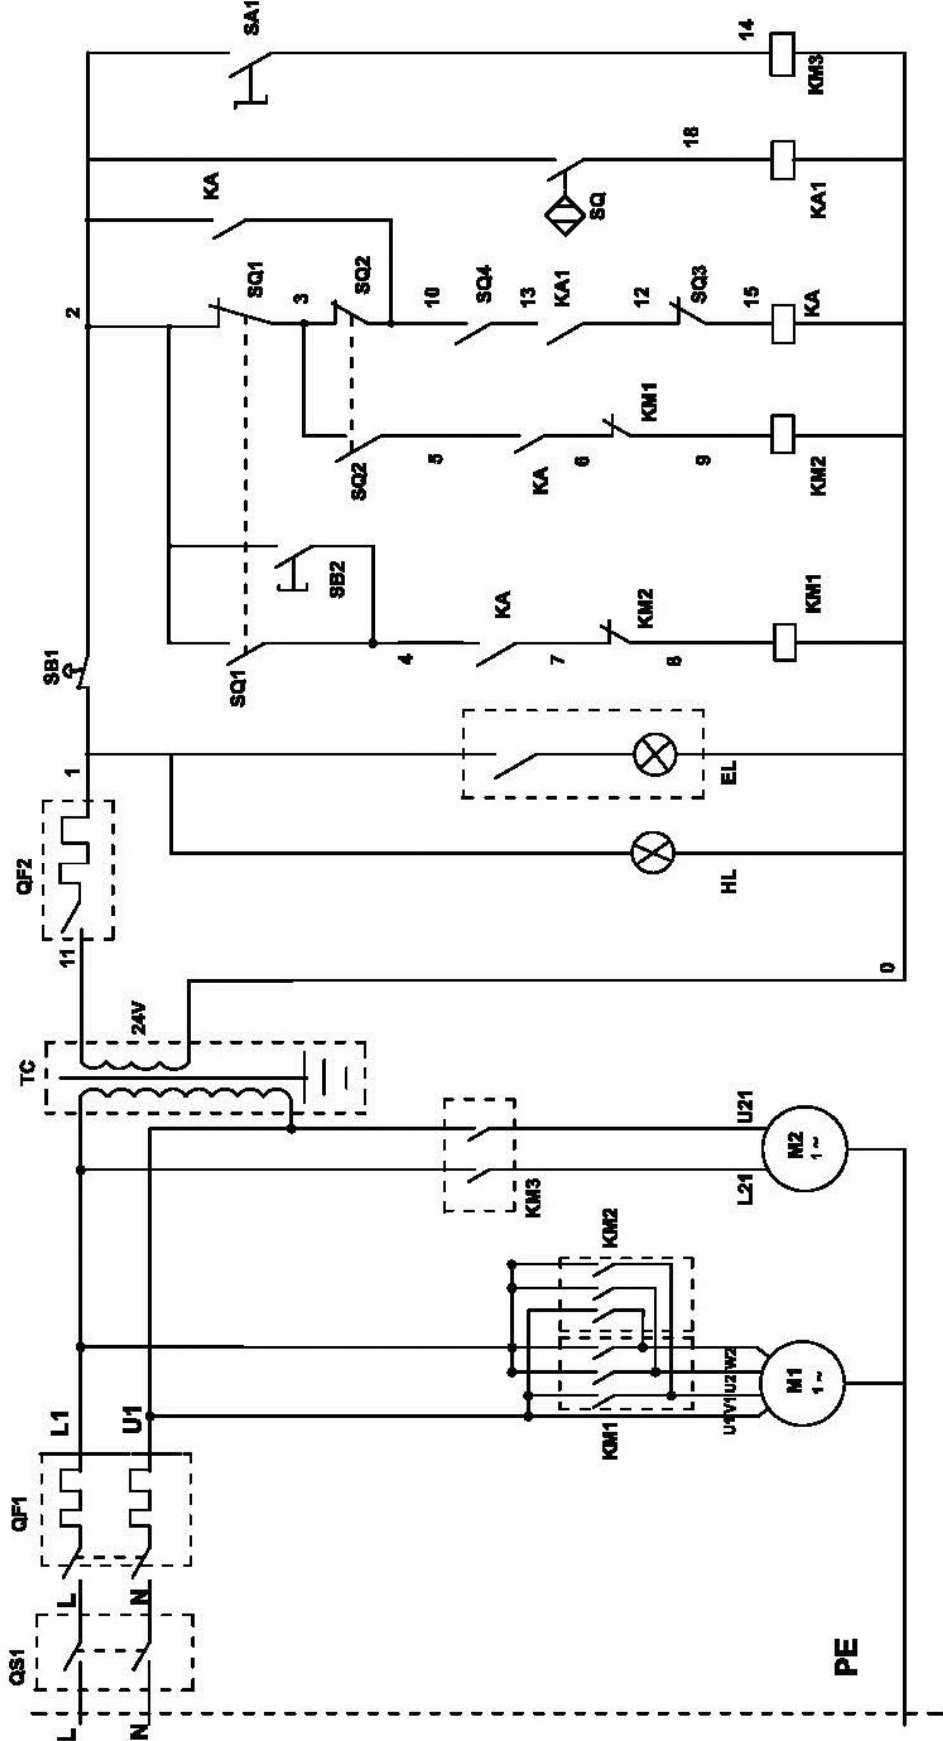 L
N
QS1
L
N
QF1
L1
U1
KM1
KM2
U1
V1
U2
W2
M1
1~
PE
KM3
L21
U21
M2
1~
TC
24V
11
QF2
1
0
HL
EL
SB1
SQ1
SB2
4
KA
7
KM2
8
KM1
2
SQ1
3
SQ2
SQ2
5
KA
6
KM1
9
KM2
KA
10
SQ4
13
KA1
12
SQ3
15
KA
SQ
18
KA1
SA1
14
KM3